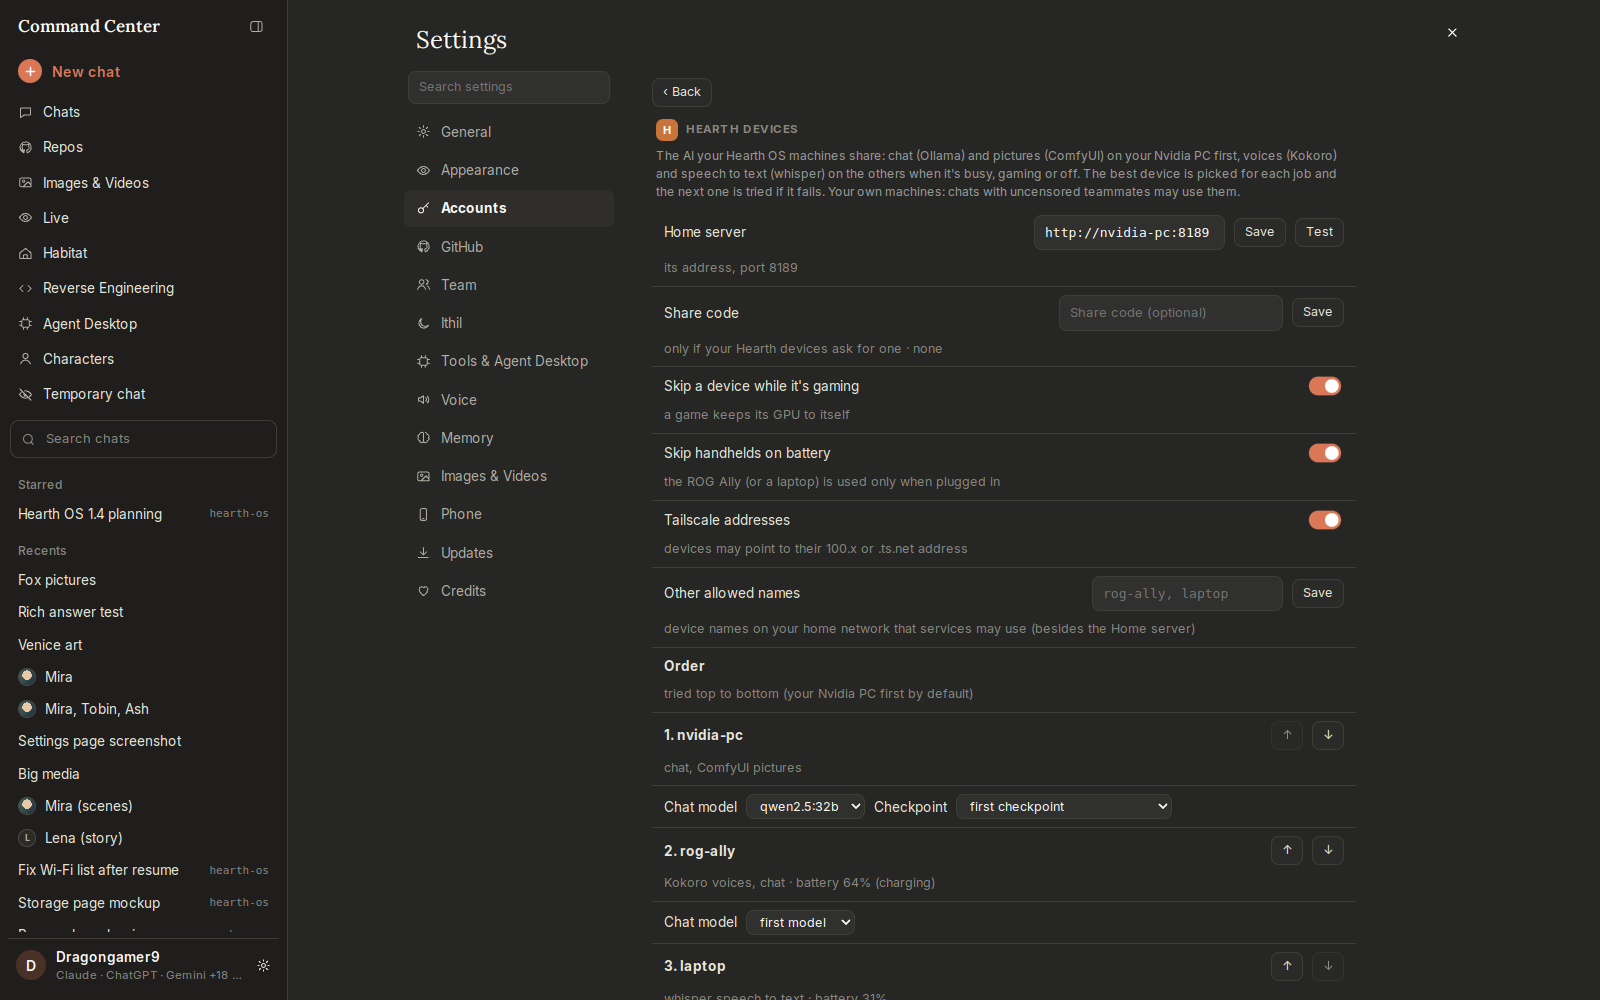 Command Center
New chat
Chats
Repos
Images & Videos
Live
Habitat
Reverse Engineering
Agent Desktop
Characters
Temporary chat
Search chats
Starred
Hearth OS 1.4 planning hearth-os
Recents
Fox pictures
Rich answer test
Venice art
Mira
Mira, Tobin, Ash
Settings page screenshot
Big media
Mira (scenes)
L Lena (story)
Fix Wi-Fi list after resume hearth-os
Storage page mockup hearth-os
D Dragongamer9
Claude · ChatGPT · Gemini +18 ...
Settings
Search settings
General
Appearance
Accounts
GitHub
Team
Ithil
Tools & Agent Desktop
Voice
Memory
Images & Videos
Phone
Updates
Credits
‹ Back
H HEARTH DEVICES
The AI your Hearth OS machines share: chat (Ollama) and pictures (ComfyUI) on your Nvidia PC first, voices (Kokoro)
and speech to text (whisper) on the others when it's busy, gaming or off. The best device is picked for each job and
the next one is tried if it fails. Your own machines: chats with uncensored teammates may use them.
Home server http://nvidia-pc:8189 Save Test
its address, port 8189
Share code Share code (optional) Save
only if your Hearth devices ask for one · none
Skip a device while it's gaming
a game keeps its GPU to itself
Skip handhelds on battery
the ROG Ally (or a laptop) is used only when plugged in
Tailscale addresses
devices may point to their 100.x or .ts.net address
Other allowed names rog-ally, laptop Save
device names on your home network that services may use (besides the Home server)
Order
tried top to bottom (your Nvidia PC first by default)
1. nvidia-pc ↑ ↓
chat, ComfyUI pictures
Chat model qwen2.5:32b Checkpoint first checkpoint
2. rog-ally ↑ ↓
Kokoro voices, chat · battery 64% (charging)
Chat model first model
3. laptop ↑ ↓
whisper speech to text · battery 31%